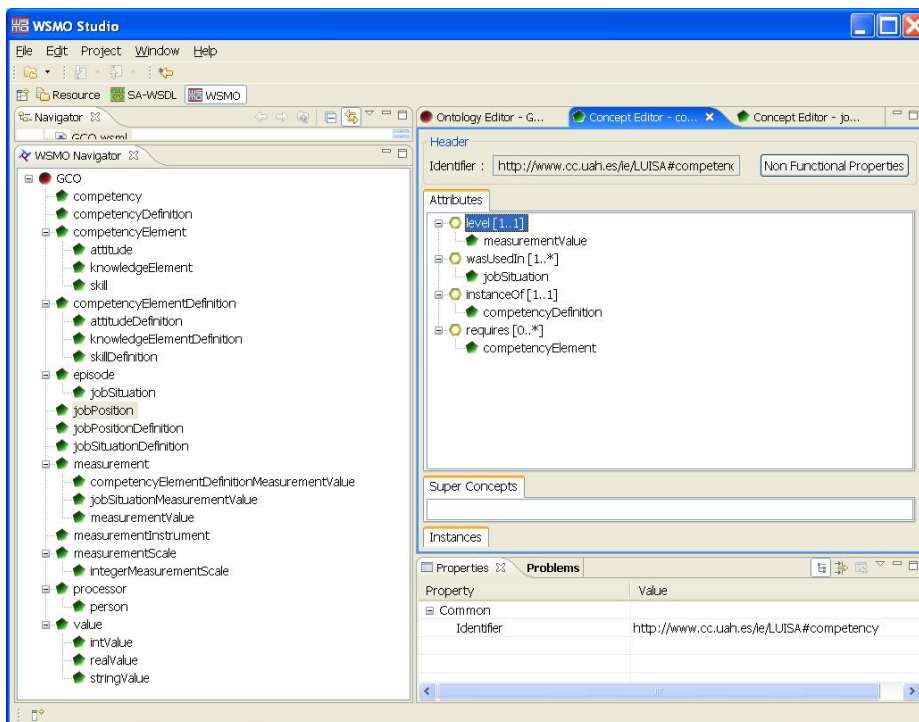 WSMO Studio
File Edit Project Window Help
Resource SA-WSDL WSMO
Navigator
GCO.wsml
WSMO Navigator
GCO
competency
competencyDefinition
competencyElement
attitude
knowledgeElement
skill
competencyElementDefinition
attitudeDefinition
knowledgeElementDefinition
skillDefinition
episode
jobSituation
jobPosition
jobPositionDefinition
jobSituationDefinition
measurement
competencyElementDefinitionMeasurementValue
jobSituationMeasurementValue
measurementValue
measurementInstrument
measurementScale
integerMeasurementScale
processor
person
value
intValue
realValue
stringValue
Ontology Editor - G... Concept Editor - co... Concept Editor - jo...
Header
Identifier : http://www.cc.uah.es/ie/LUISA#competenc Non Functional Properties
Attributes
level [1..1]
measurementValue
wasUsedIn [1..*]
jobSituation
instanceOf [1..1]
competencyDefinition
requires [0..*]
competencyElement
Super Concepts
Instances
Properties Problems
Property Value
Common
Identifier http://www.cc.uah.es/ie/LUISA#competency